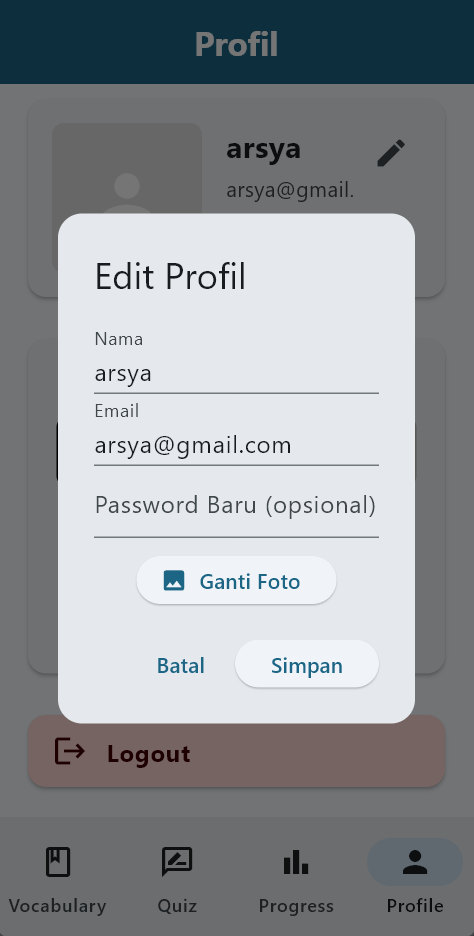 Profil
arsya
arsya@gmail.
Edit Profil
Nama
arsya
Email
arsya@gmail.com
Password Baru (opsional)
Ganti Foto
Batal Simpan
Logout
Vocabulary Quiz Progress Profile